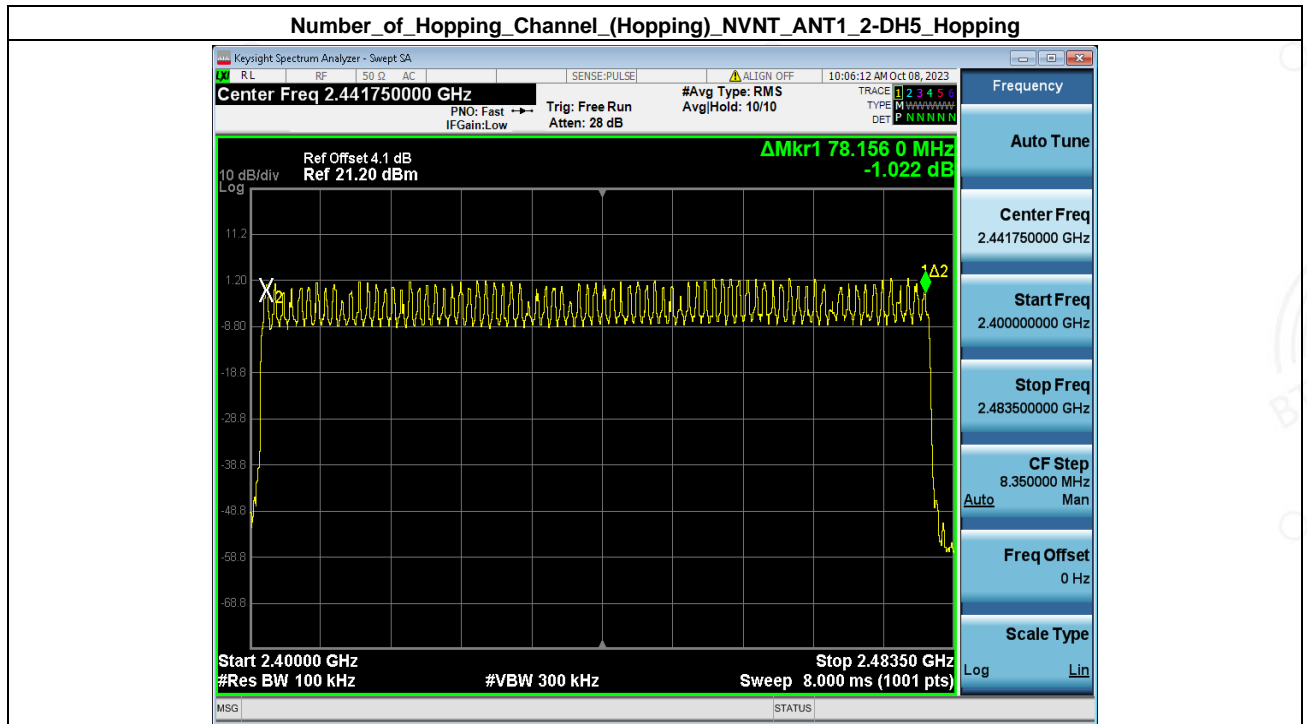 Number_of_Hopping_Channel_(Hopping)_NVNT_ANT1_2-DH5_Hopping
Keysight Spectrum Analyzer - Swept SA
LXI RL RF 50 Ω AC SENSE:PULSE ALIGN OFF 10:06:12 AM Oct 08, 2023
Center Freq 2.441750000 GHz
PNO: Fast
IFGain:Low
Trig: Free Run
Atten: 28 dB
#Avg Type: RMS
Avg|Hold: 10/10
TRACE 1 2 3 4 5 6
TYPE M WWWWW
DET P N N N N N
Frequency
ΔMkr1 78.156 0 MHz
-1.022 dB
Ref Offset 4.1 dB
10 dB/div Ref 21.20 dBm
Log
11.2
1.20
-8.80
-18.8
-28.8
-38.8
-48.8
-58.8
-68.8
X2
1Δ2
Start 2.40000 GHz Stop 2.48350 GHz
#Res BW 100 kHz #VBW 300 kHz Sweep 8.000 ms (1001 pts)
MSG STATUS
Auto Tune
Center Freq
2.441750000 GHz
Start Freq
2.400000000 GHz
Stop Freq
2.483500000 GHz
CF Step
8.350000 MHz
Auto Man
Freq Offset
0 Hz
Scale Type
Log Lin